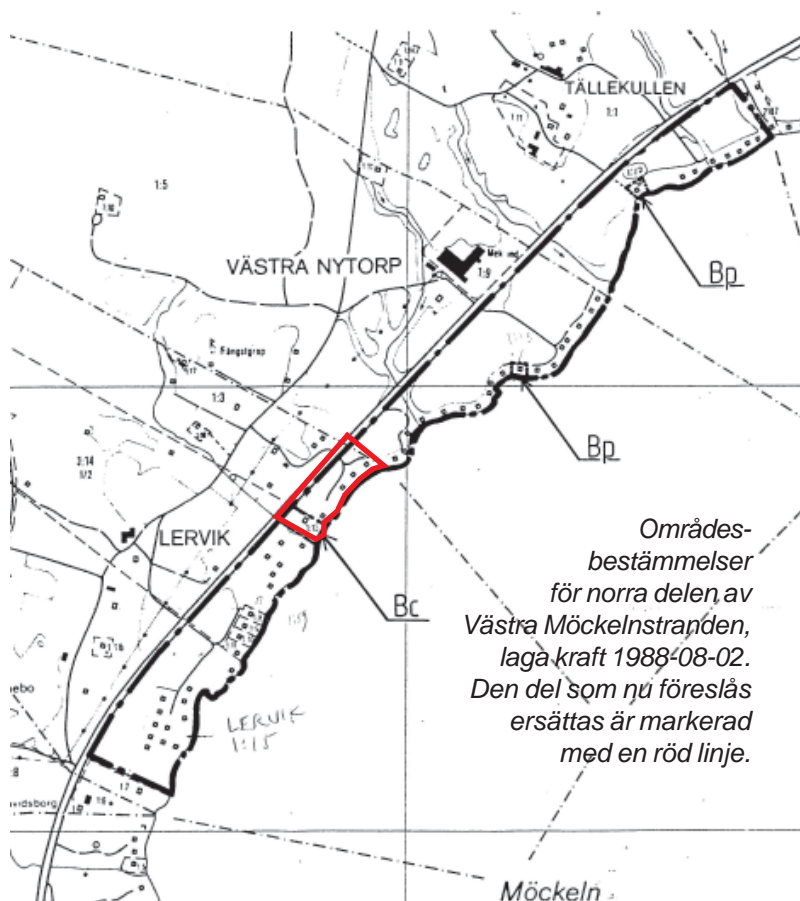 TÄLLEKULLEN
1:1
1:11
1:5
VÄSTRA NYTORP
Mek ind
1:9
Bp
Fångstgrop
1:3
Bp
LERVIK
Bc
Områdes-
bestämmelser
för norra delen av
Västra Möckelnstranden,
laga kraft 1988-08-02.
Den del som nu föreslås
ersättas är markerad
med en röd linje.
LERVIK
1:15
Möckeln